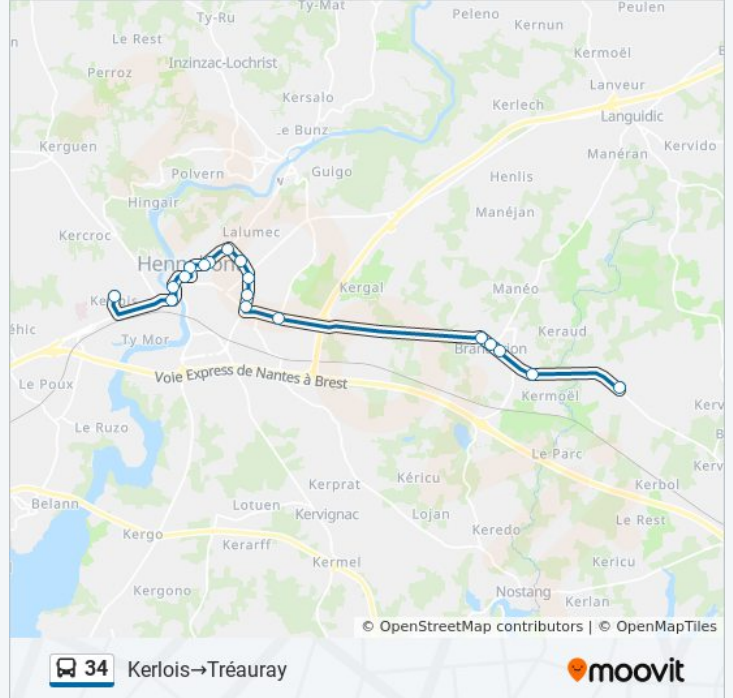 Ty-Mat
Peulen
Ty-Ru
Peleno
Kernun
Le Rest
Kermoël
Inzinzac-Lochrist
Perroz
Lanveur
Kersalo
Kerlech
Languidic
Le Bunz
Kerguen
Kervido
Manéran
Polvern
Guigo
Henlis
Hingair
Manéjan
Lalumec
Kercroc
Kergal
Manéo
Keraud
Ty Mor
Voie Express de Nantes à Brest
Le Poux
Kermoël
Kerv
Le Ruzo
Le Parc
Kerv
Kéricu
Kerprat
Kerbol
Belann
Lotuen
Kervignac
Lojan
Le Rest
Kergo
Keredo
Kerarff
Kermel
Kericu
Kergono
Nostang
Kerlan
© OpenStreetMap contributors | © OpenMapTiles
34 Kerlois→Tréauray moovit